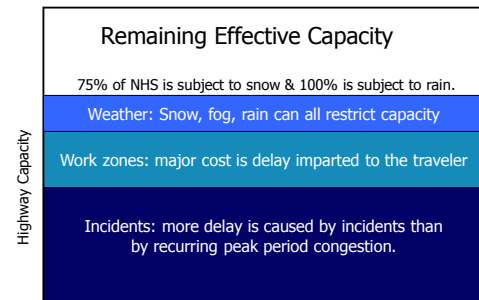 Remaining Effective Capacity
75% of NHS is subject to snow & 100% is subject to rain.
Weather: Snow, fog, rain can all restrict capacity
Work zones: major cost is delay imparted to the traveler
Incidents: more delay is caused by incidents than
by recurring peak period congestion.
Highway Capacity